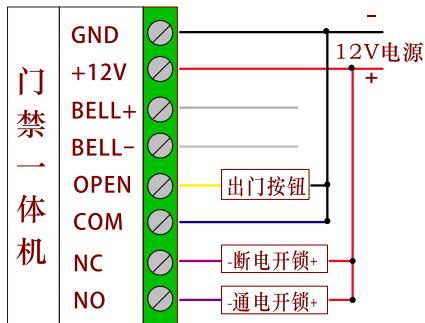 门禁一体机
GND
+12V
BELL+
BELL-
OPEN
COM
NC
NO
-
12V电源
+
出门按钮
-断电开锁+
-通电开锁+